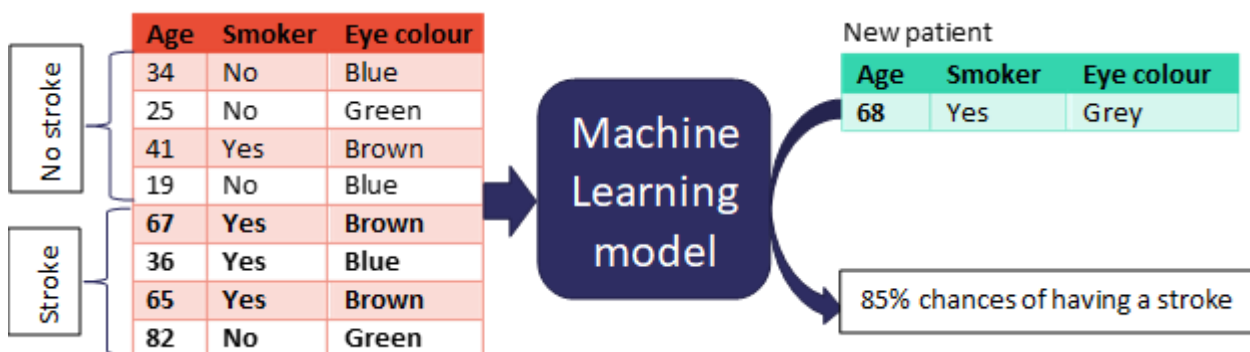 Age Smoker Eye colour
No stroke
34 No Blue
25 No Green
41 Yes Brown
19 No Blue
Stroke
67 Yes Brown
36 Yes Blue
65 Yes Brown
82 No Green
Machine
Learning
model
New patient
Age Smoker Eye colour
68 Yes Grey
85% chances of having a stroke